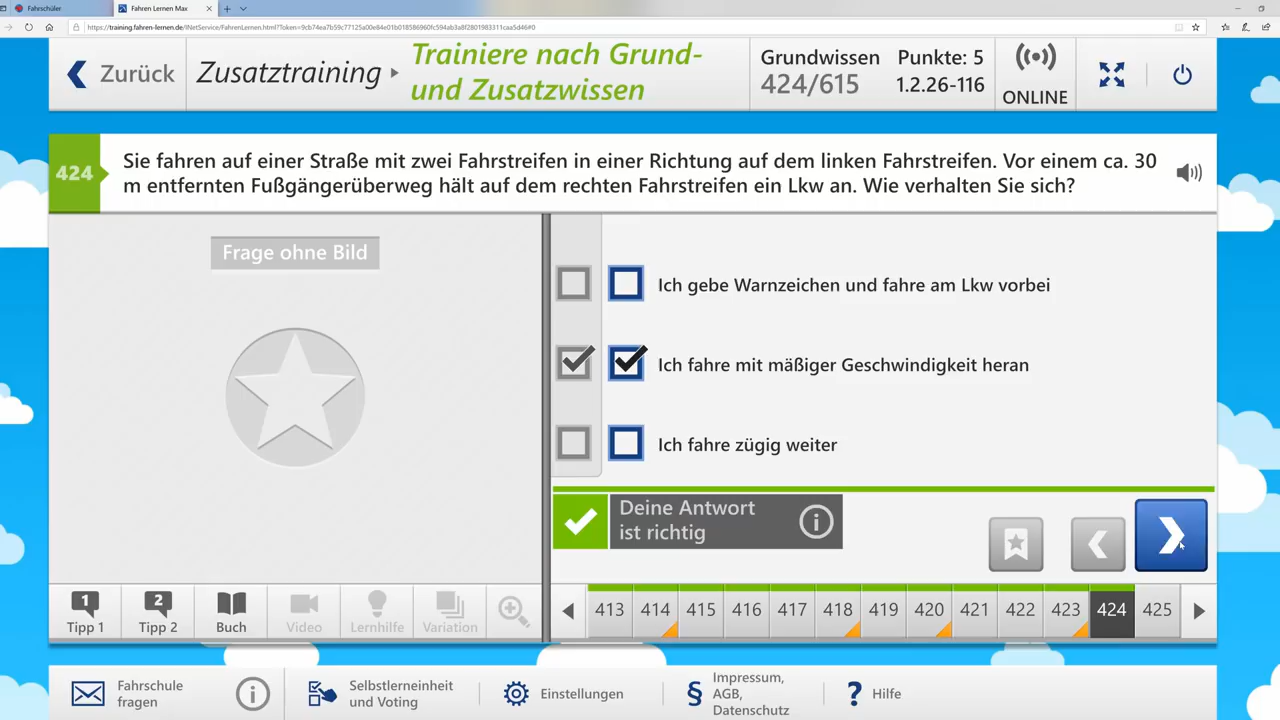 Fahrschüler
Fahren Lernen Max
https://training.fahren-lernen.de/INetService/FahrenLernen.html?Token=9cb74ea7b59c77125a00e84e01b018586960fc594ab3a8f2801983311caa5d46#0
Zurück
Zusatztraining
Trainiere nach Grund-
und Zusatzwissen
Grundwissen
424/615
Punkte: 5
1.2.26-116
ONLINE
424
Sie fahren auf einer Straße mit zwei Fahrstreifen in einer Richtung auf dem linken Fahrstreifen. Vor einem ca. 30
m entfernten Fußgängerüberweg hält auf dem rechten Fahrstreifen ein Lkw an. Wie verhalten Sie sich?
Frage ohne Bild
Ich gebe Warnzeichen und fahre am Lkw vorbei
Ich fahre mit mäßiger Geschwindigkeit heran
Ich fahre zügig weiter
Deine Antwort
ist richtig
1 2
Tipp 1 Tipp 2 Buch Video Lernhilfe Variation
413 414 415 416 417 418 419 420 421 422 423 424 425
Fahrschule
fragen
Selbstlerneinheit
und Voting
Einstellungen
§ Impressum,
AGB,
Datenschutz
? Hilfe